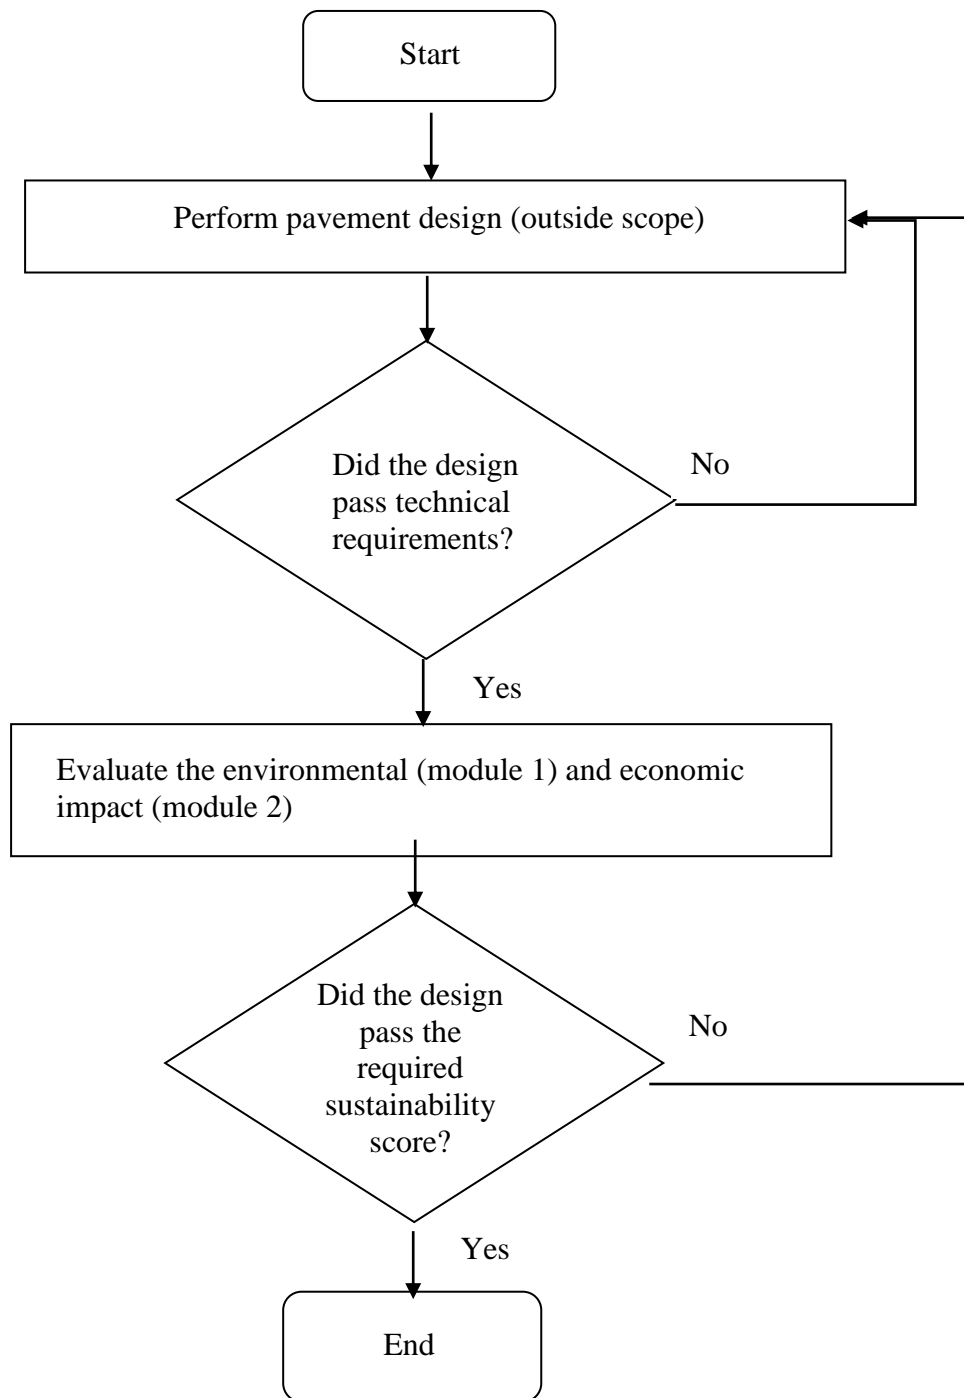 Start
Perform pavement design (outside scope)
Did the design
pass technical
requirements?
No
Yes
Evaluate the environmental (module 1) and economic
impact (module 2)
Did the design
pass the
required
sustainability
score?
No
Yes
End